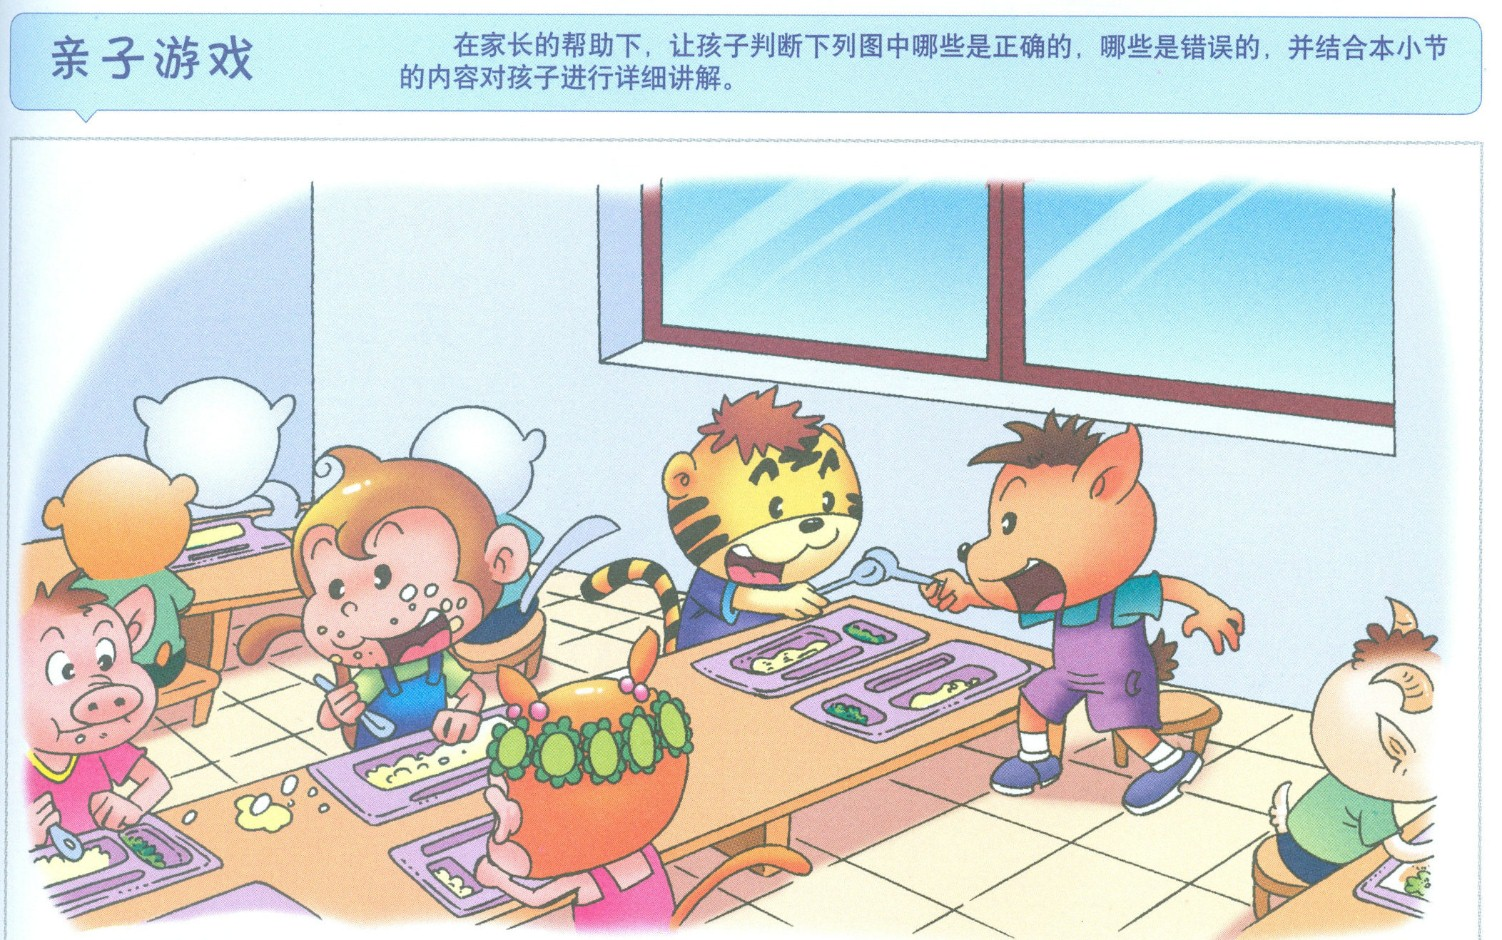 亲子游戏
在家长的帮助下，让孩子判断下列图中哪些是正确的，哪些是错误的，并结合本小节
的内容对孩子进行详细讲解。